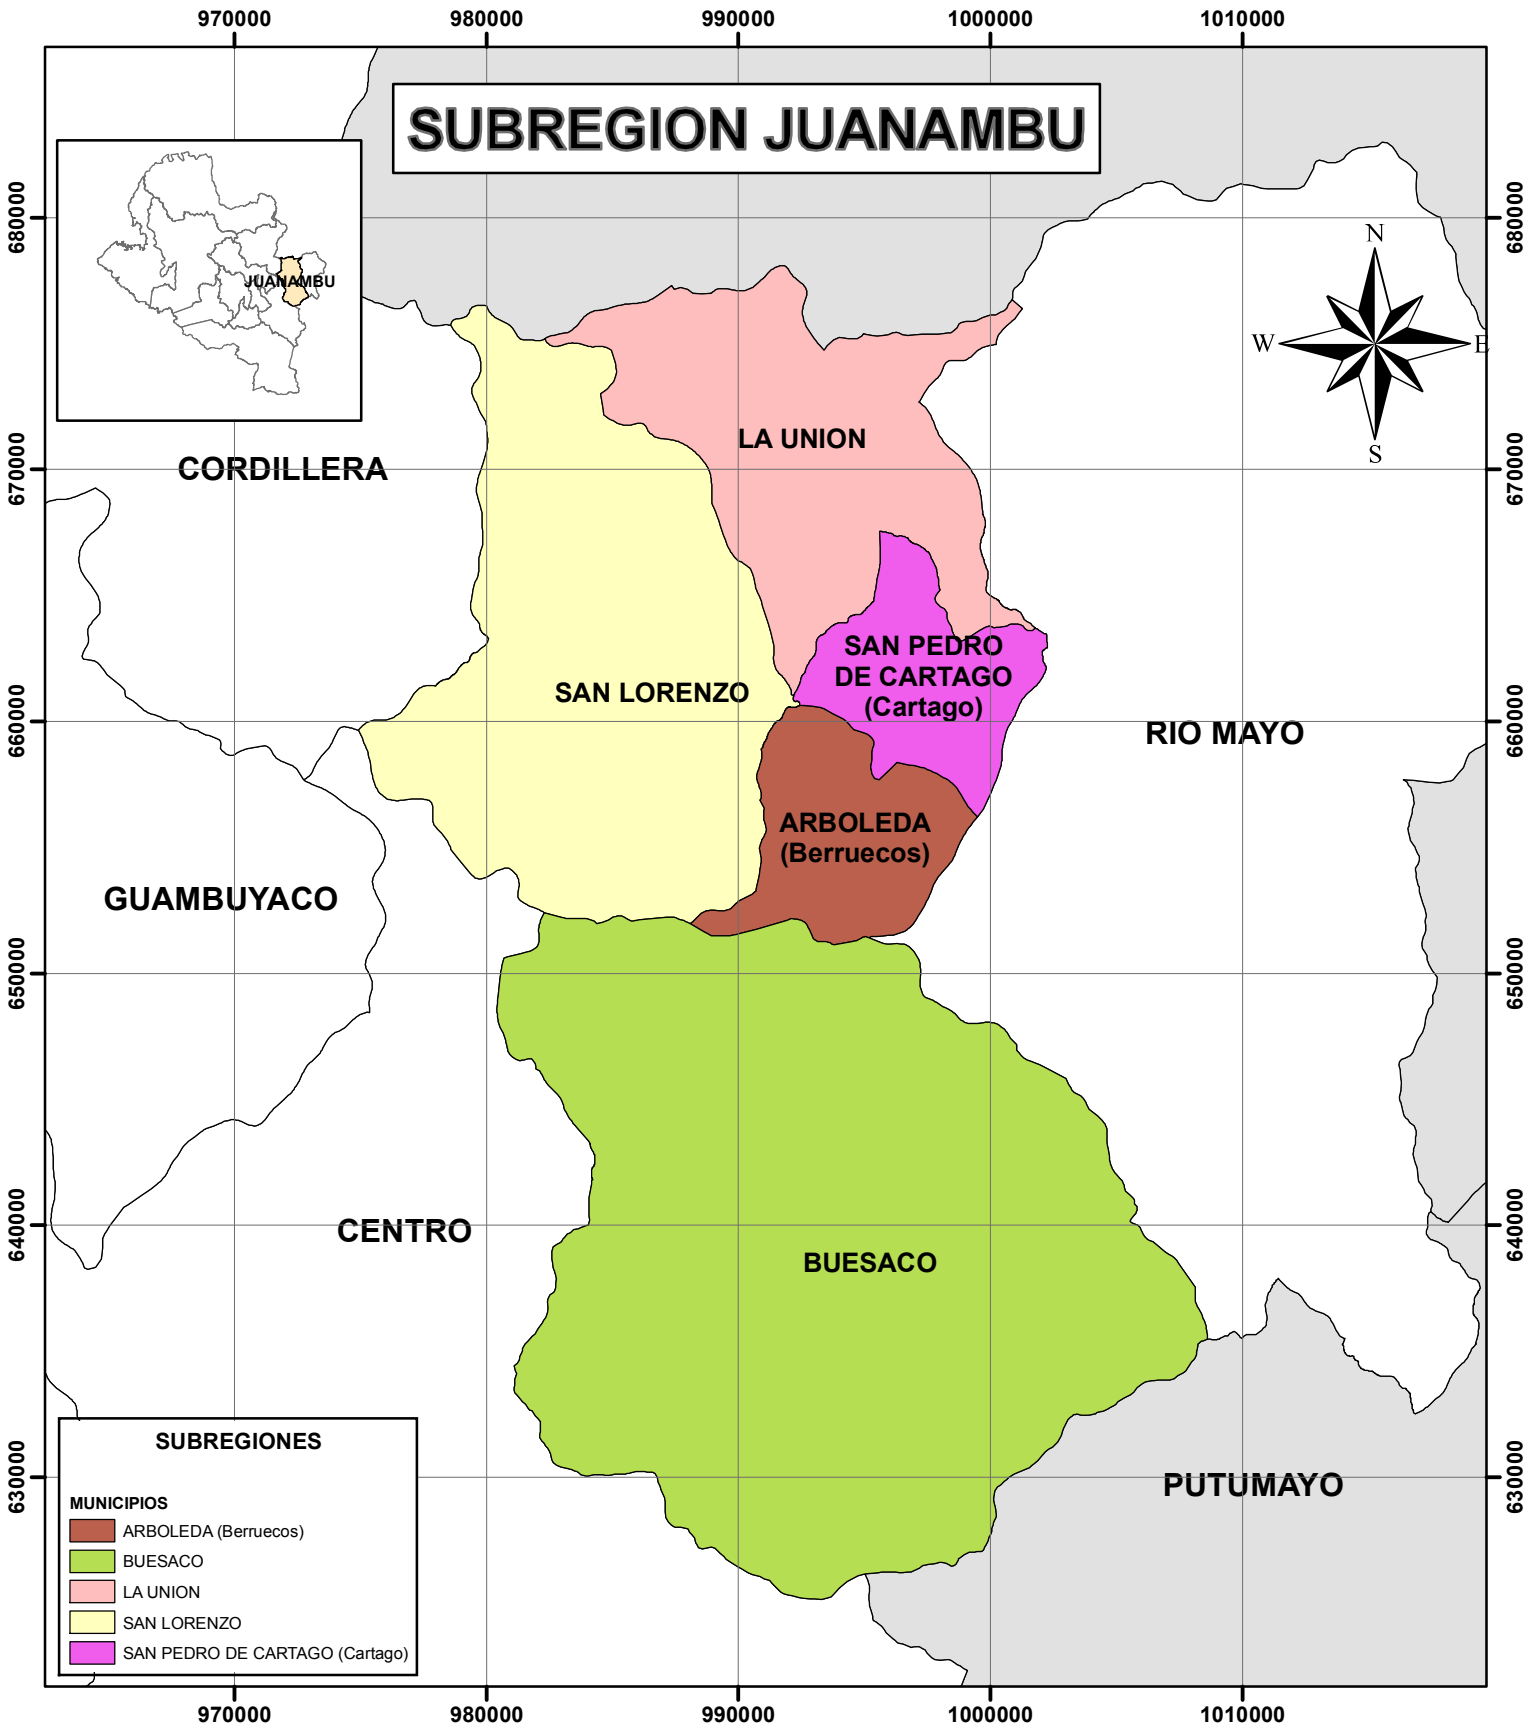 970000 980000 990000 1000000 1010000
SUBREGION JUANAMBU
JUANAMBU
680000 680000
N
W E
S
LA UNION
CORDILLERA
670000 670000
SAN PEDRO
DE CARTAGO
(Cartago)
SAN LORENZO
660000 660000
RIO MAYO
ARBOLEDA
(Berruecos)
GUAMBUYACO
650000 650000
CENTRO
640000 640000
BUESACO
SUBREGIONES
630000 630000
PUTUMAYO
MUNICIPIOS
ARBOLEDA (Berruecos)
BUESACO
LA UNION
SAN LORENZO
SAN PEDRO DE CARTAGO (Cartago)
970000 980000 990000 1000000 1010000